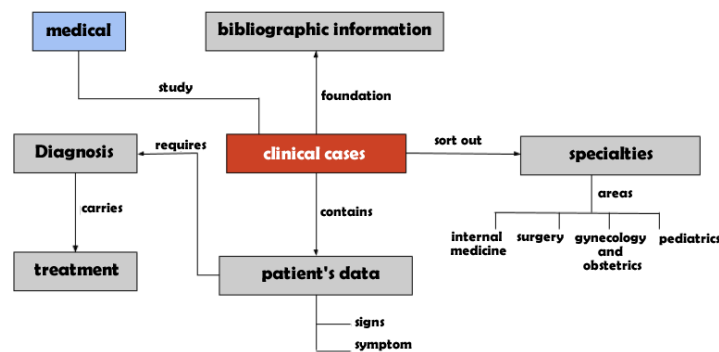 medical
bibliographic information
study
foundation
Diagnosis
requires
clinical cases
sort out
specialties
carries
contains
areas
internal
medicine
surgery
gynecology
and
obstetrics
pediatrics
treatment
patient's data
signs
symptom